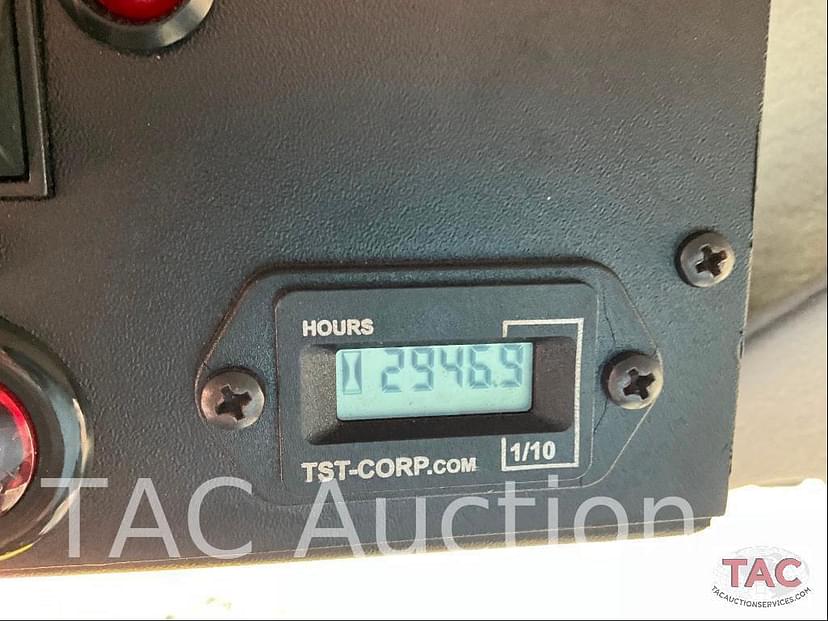 HOURS
2946.9
1/10
TST-CORP.COM
TAC Auction
TAC
TACAUCTIONSERVICES.COM